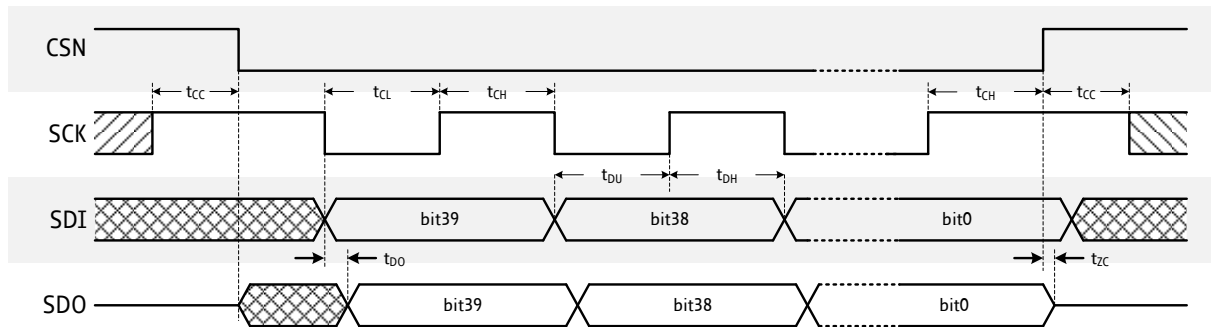 CSN
tCC tCL tCH tCH tCC
SCK
tDU tDH
SDI bit39 bit38 bit0
tDO tZC
SDO bit39 bit38 bit0